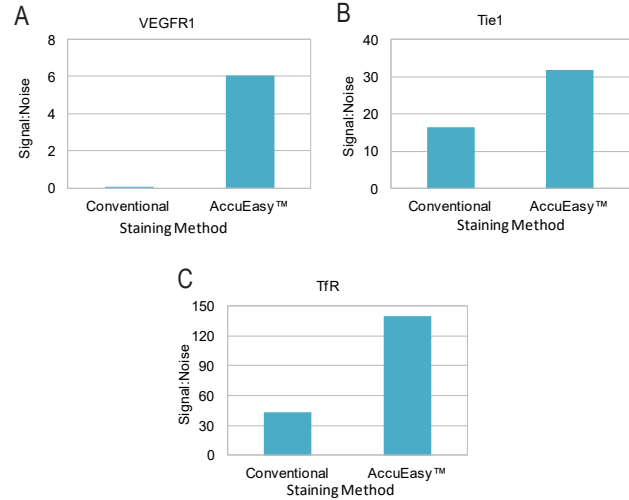 A
VEGFR1
8
6
4
2
0
Signal:Noise
Conventional AccuEasy™
Staining Method
B
Tie1
40
30
20
10
0
Signal:Noise
Conventional AccuEasy™
Staining Method
C
TfR
150
120
90
60
30
0
Signal:Noise
Conventional AccuEasy™
Staining Method